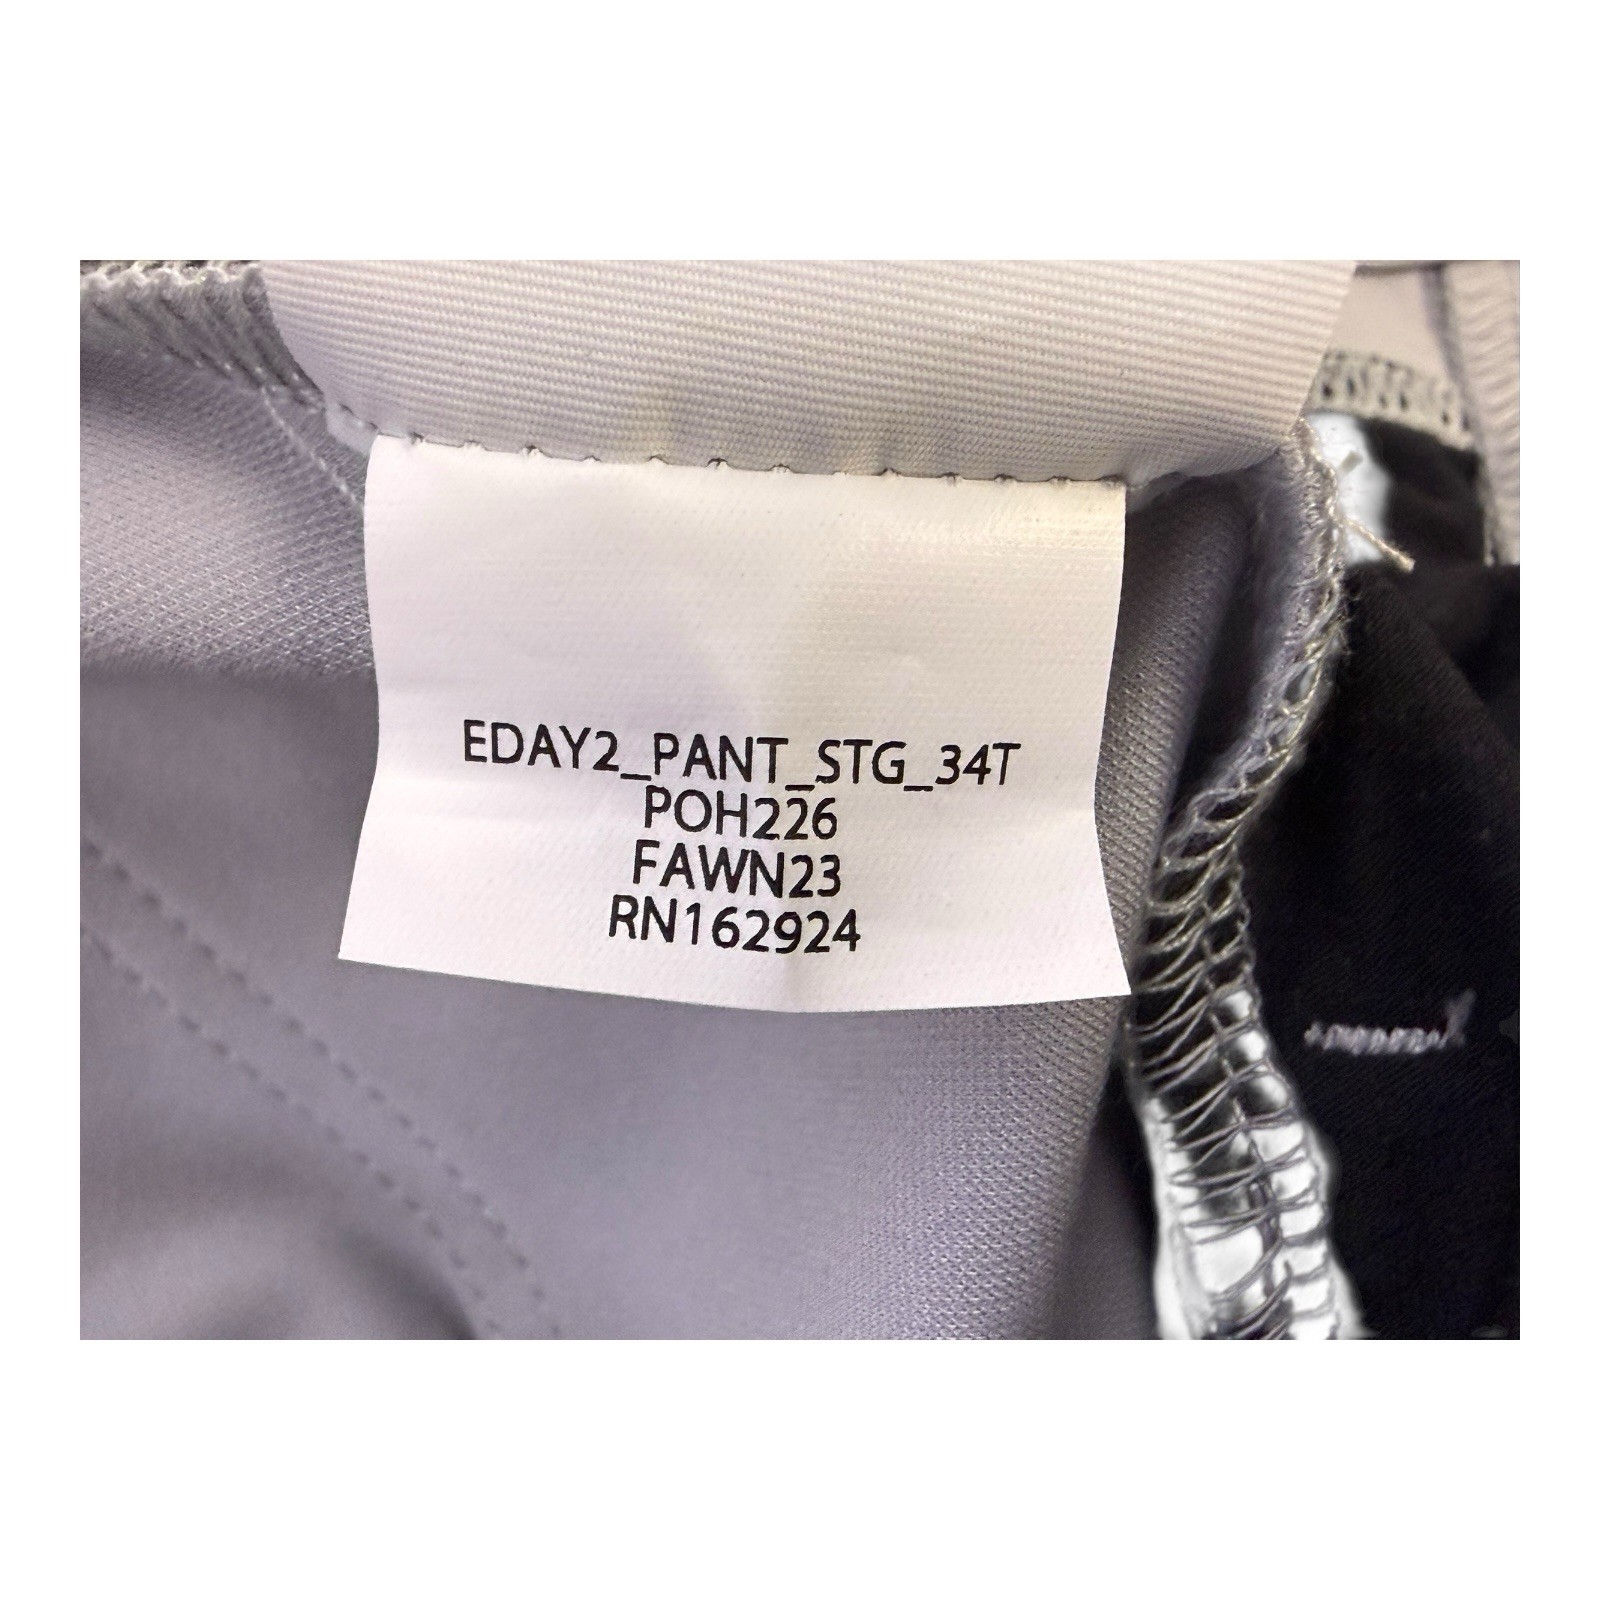 EDAY2_PANT_STG_34T
POH226
FAWN23
RN162924